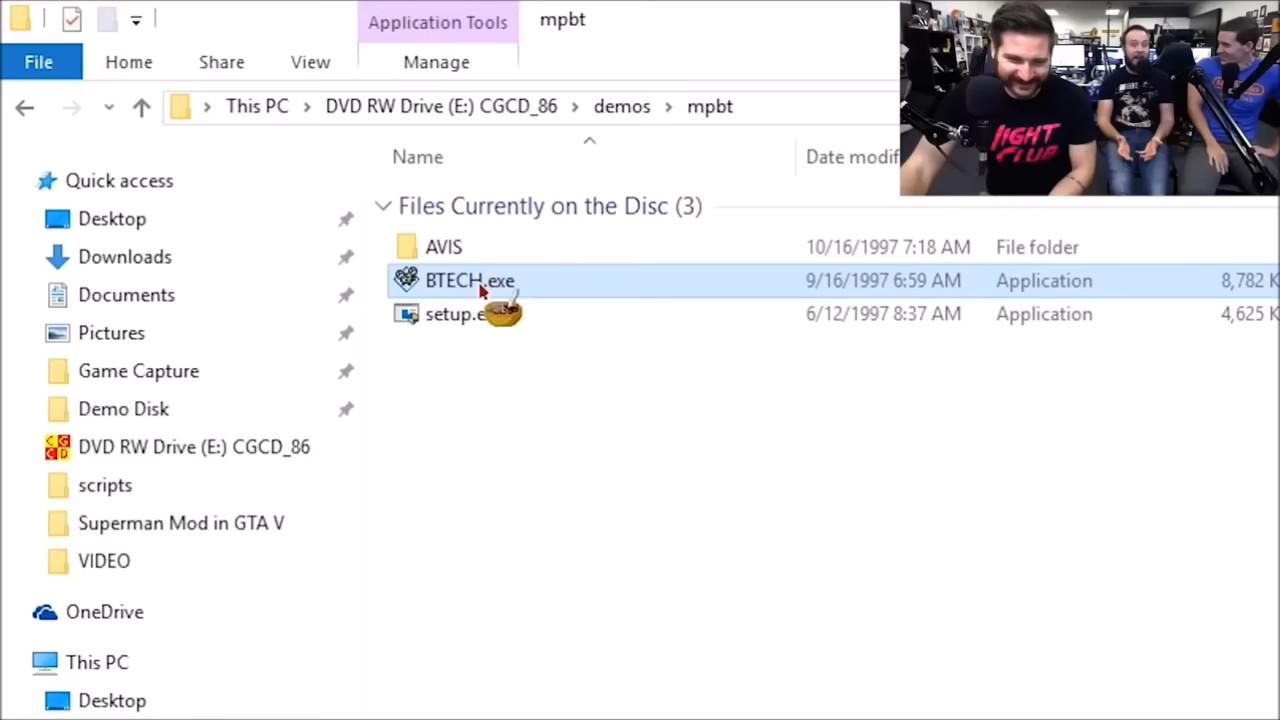 Application Tools
mpbt
File
Home
Share
View
Manage
This PC
DVD RW Drive (E:) CGCD_86
demos
mpbt
Name
Date modif
Quick access
Desktop
Downloads
Documents
Pictures
Game Capture
Demo Disk
DVD RW Drive (E:) CGCD_86
scripts
Superman Mod in GTA V
VIDEO
OneDrive
This PC
Desktop
Files Currently on the Disc (3)
AVIS 10/16/1997 7:18 AM File folder
BTECH.exe 9/16/1997 6:59 AM Application 8,782 K
setup.e 6/12/1997 8:37 AM Application 4,625 K
FIGHT
CLUB